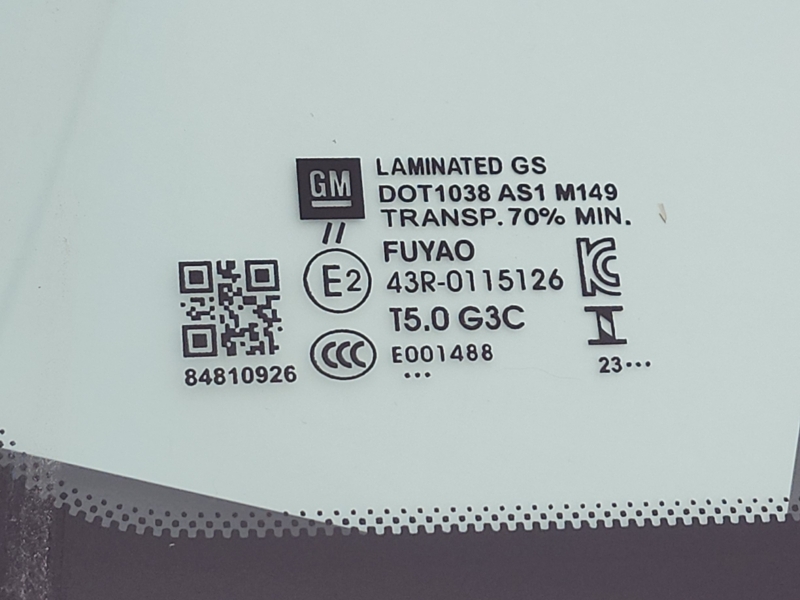 GM
LAMINATED GS
DOT1038 AS1 M149
TRANSP. 70% MIN.
//
FUYAO
E2
43R-0115126
KC
T5.0 G3C
CCC
E001488
I
84810926
•••
23•••